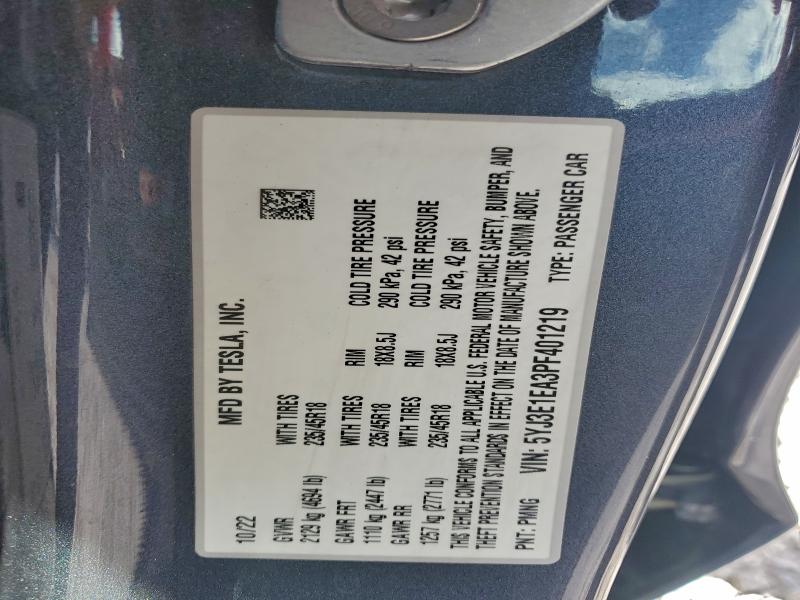 MFD BY TESLA, INC.
10/22
GVWR WITH TIRES
2129 kg (4694 lb) 235/45R18
GAWR FRT WITH TIRES RIM COLD TIRE PRESSURE
1110 kg (2447 lb) 235/45R18 18X8.5J 290 kPa, 42 psi
GAWR RR WITH TIRES RIM COLD TIRE PRESSURE
1257 kg (2771 lb) 235/45R18 18X8.5J 290 kPa, 42 psi
THIS VEHICLE CONFORMS TO ALL APPLICABLE U.S. FEDERAL MOTOR VEHICLE SAFETY, BUMPER, AND
THEFT PREVENTION STANDARDS IN EFFECT ON THE DATE OF MANUFACTURE SHOWN ABOVE.
PNT: PMNG VIN: 5YJ3E1EA3PF401219 TYPE: PASSENGER CAR